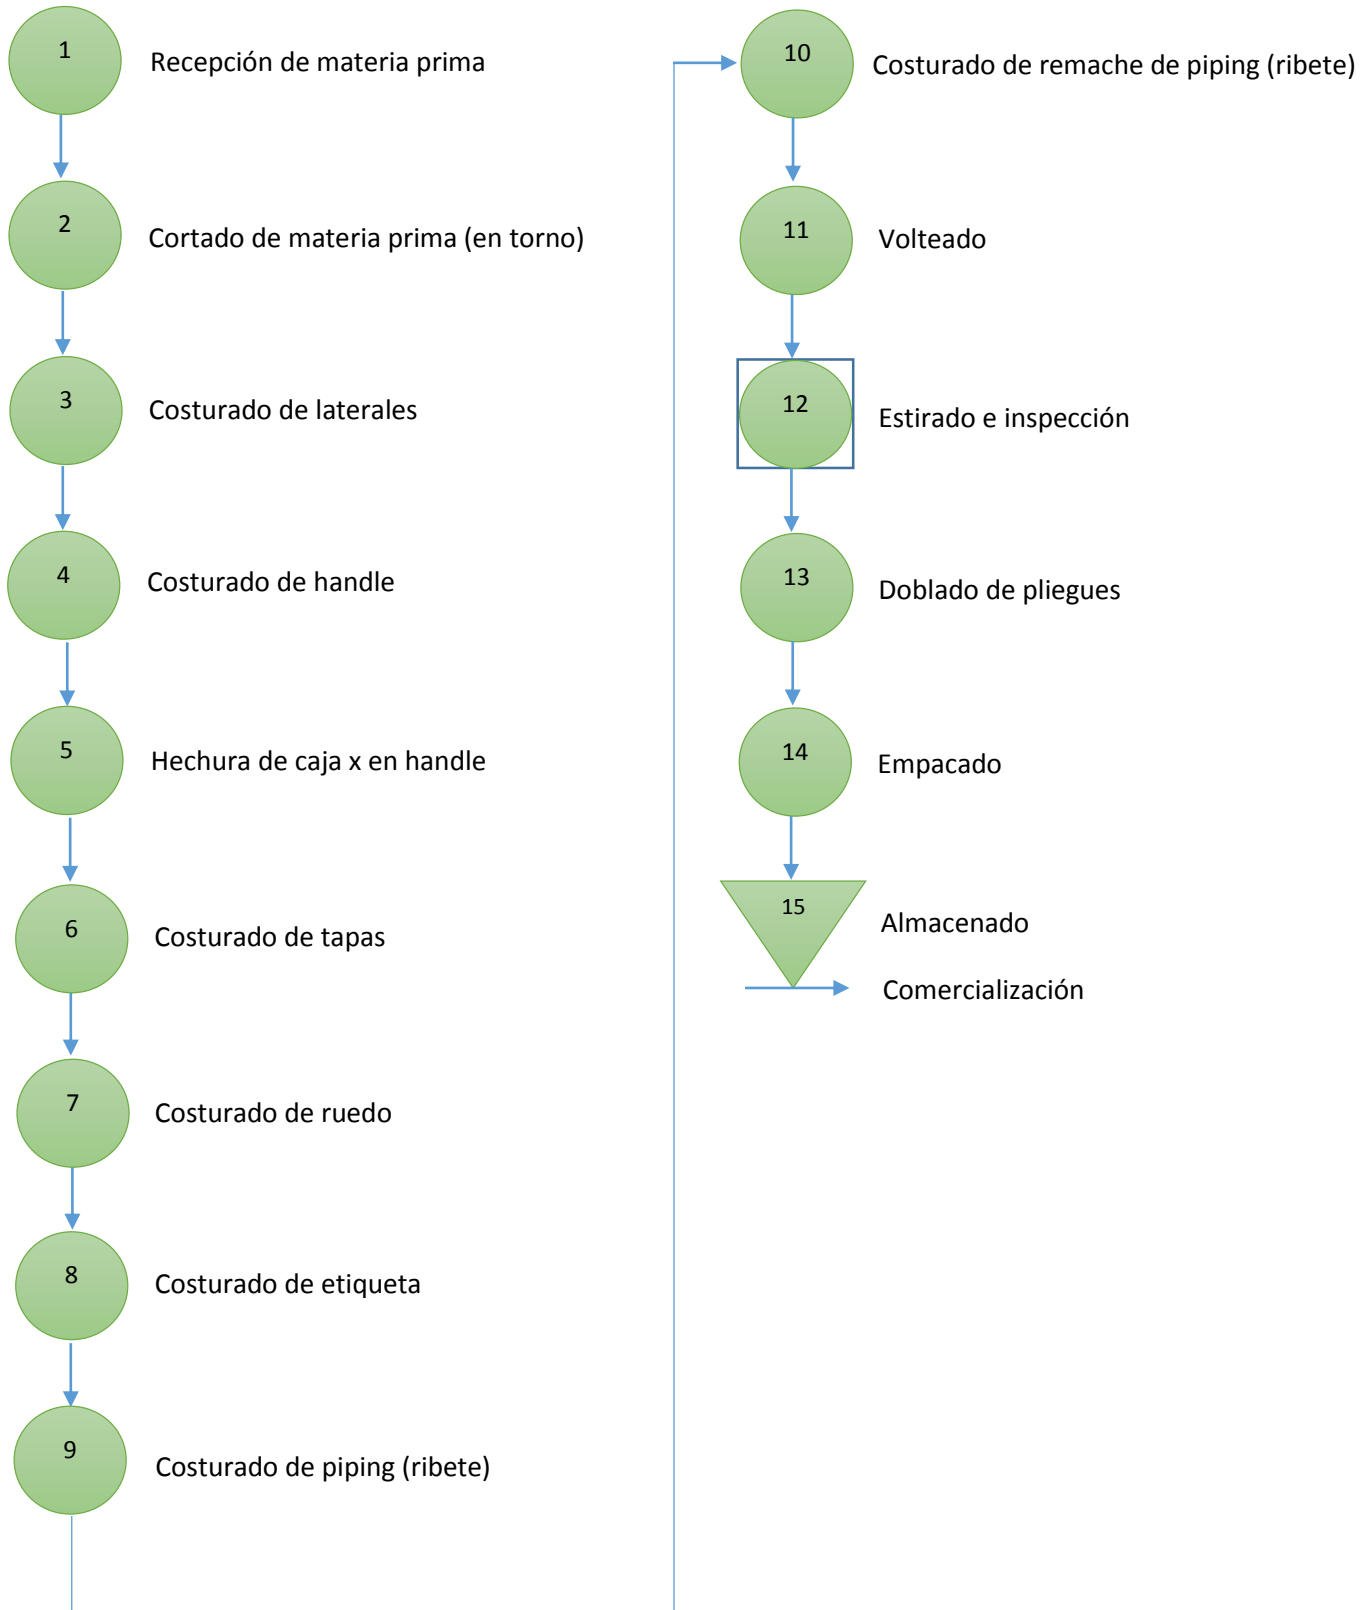 1
Recepción de materia prima
2
Cortado de materia prima (en torno)
3
Costurado de laterales
4
Costurado de handle
5
Hechura de caja x en handle
6
Costurado de tapas
7
Costurado de ruedo
8
Costurado de etiqueta
9
Costurado de piping (ribete)
10
Costurado de remache de piping (ribete)
11
Volteado
12
Estirado e inspección
13
Doblado de pliegues
14
Empacado
15
Almacenado
Comercialización